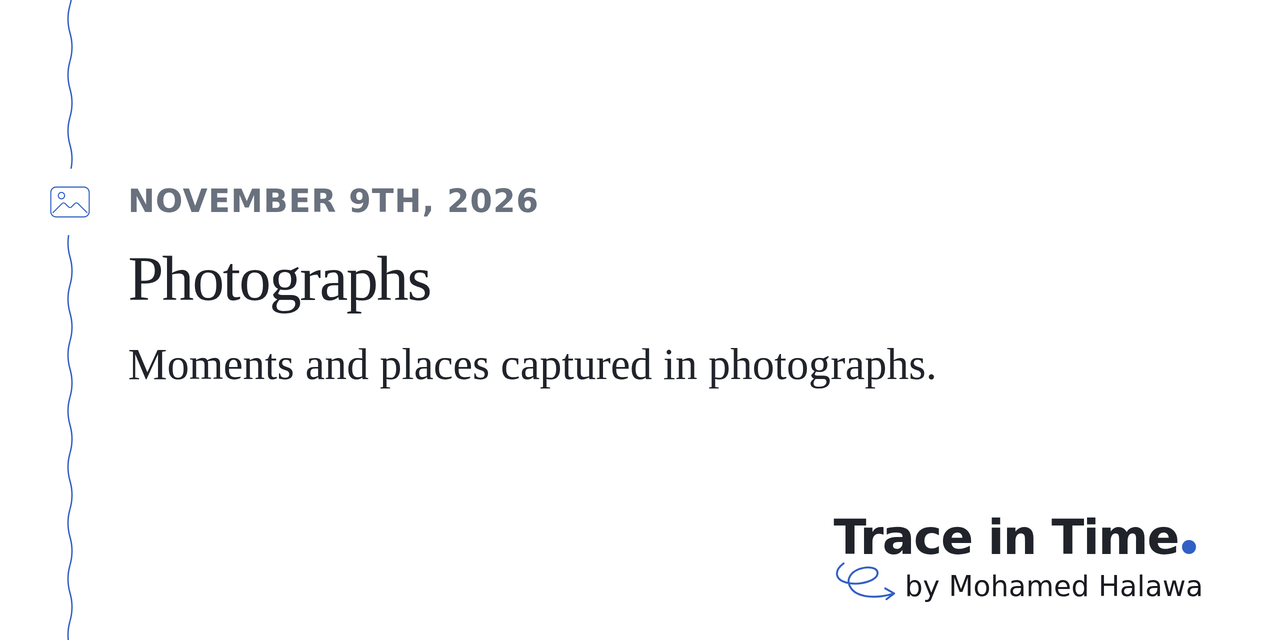 NOVEMBER 9TH, 2026
Photographs
Moments and places captured in photographs.
Trace in Time.
by Mohamed Halawa